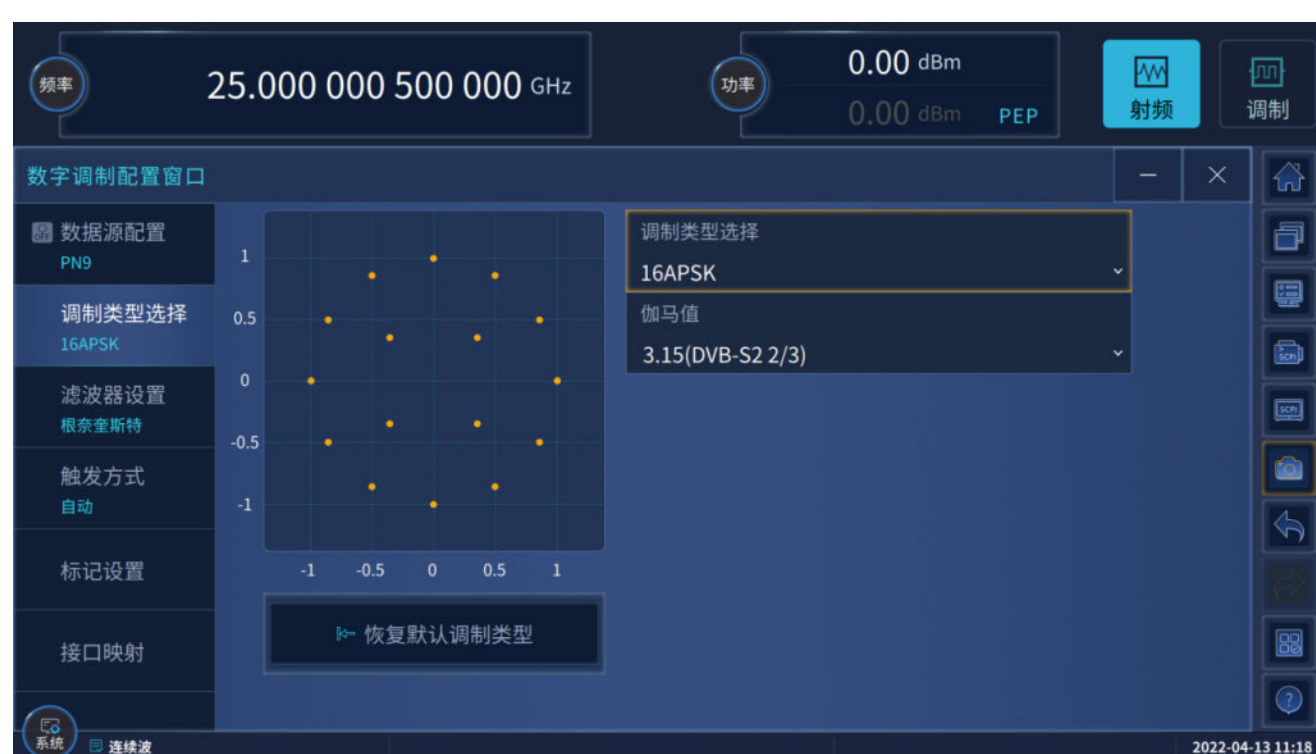 频率
25.000 000 500 000 GHz
功率
0.00 dBm
0.00 dBm PEP
射频
调制
数字调制配置窗口
OFF 数据源配置
PN9
调制类型选择
16APSK
滤波器设置
根奈奎斯特
触发方式
自动
标记设置
接口映射
1
0.5
0
-0.5
-1
-1 -0.5 0 0.5 1
恢复默认调制类型
调制类型选择
16APSK
伽马值
3.15(DVB-S2 2/3)
SCPI
SCPI
系统
连续波
2022-04-13 11:18